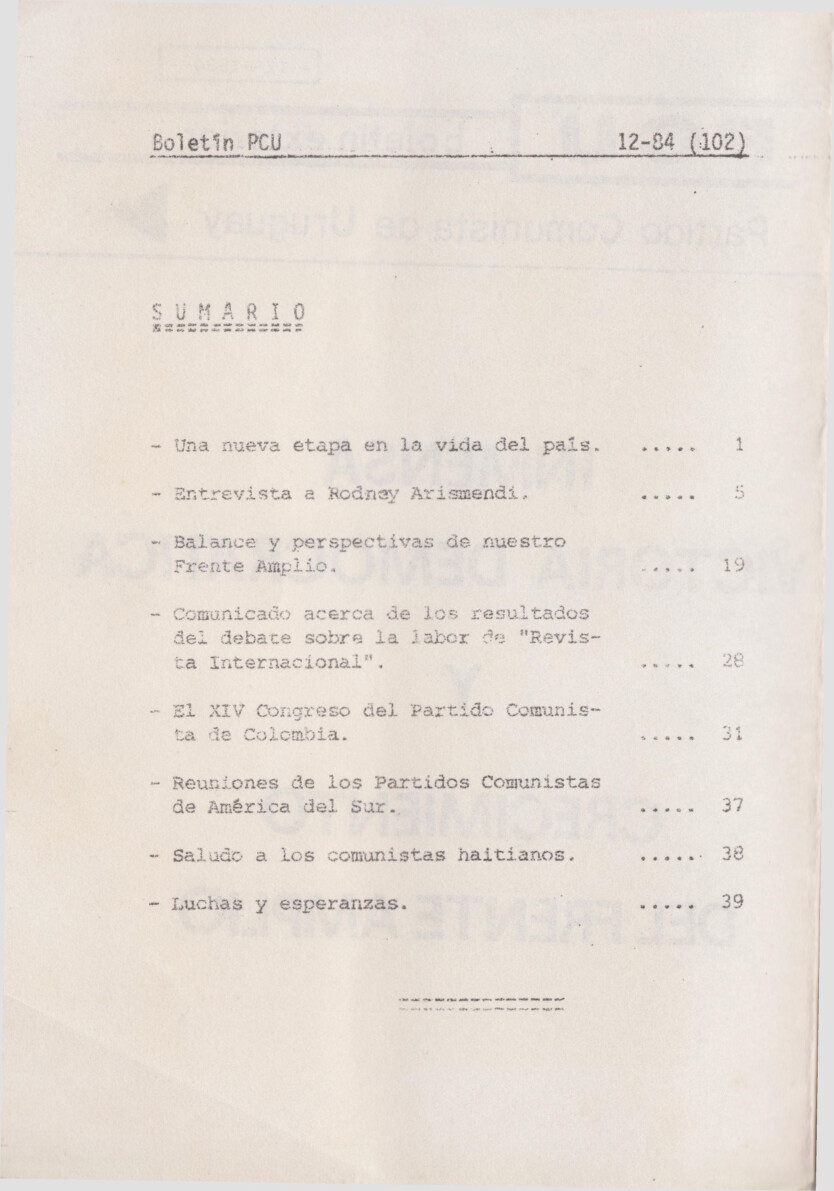 Boletín PCU 12-84 (102)
S U M A R I O
- Una nueva etapa en la vida del país. ..... 1
- Entrevista a Rodney Arismendi. ..... 5
- Balance y perspectivas de nuestro
Frente Amplio. ..... 19
- Comunicado acerca de los resultados
del debate sobre la labor de "Revis-
ta Internacional". ..... 28
- El XIV Congreso del Partido Comunis-
ta de Colombia. ..... 31
- Reuniones de los Partidos Comunistas
de América del Sur. ..... 37
- Saludo a los comunistas haitianos. ..... 38
- Luchas y esperanzas. ..... 39